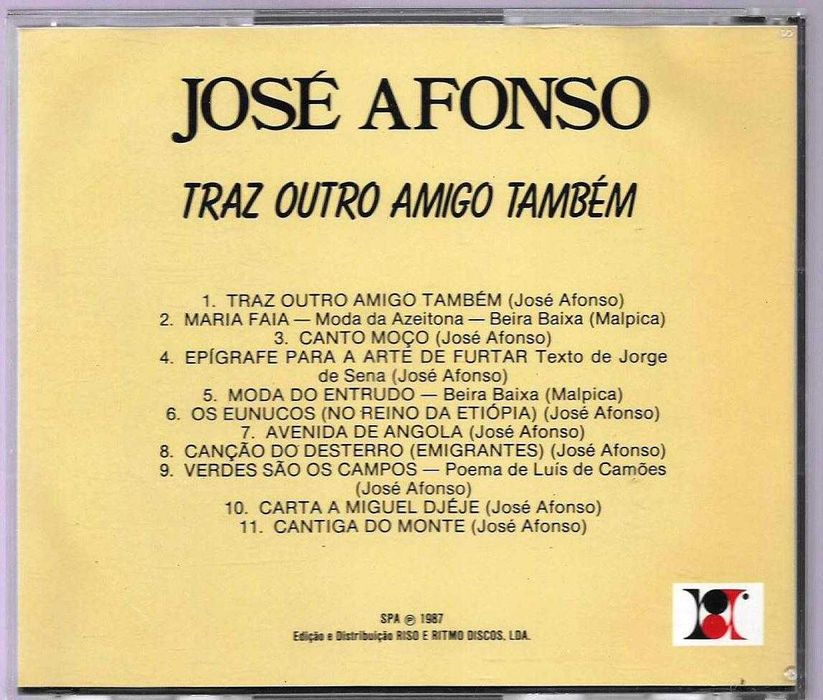 JOSÉ AFONSO
TRAZ OUTRO AMIGO TAMBÉM
1. TRAZ OUTRO AMIGO TAMBÉM (José Afonso)
2. MARIA FAIA — Moda da Azeitona — Beira Baixa (Malpica)
3. CANTO MOÇO (José Afonso)
4. EPÍGRAFE PARA A ARTE DE FURTAR Texto de Jorge
de Sena (José Afonso)
5. MODA DO ENTRUDO — Beira Baixa (Malpica)
6. OS EUNUCOS (NO REINO DA ETIÓPIA) (José Afonso)
7. AVENIDA DE ANGOLA (José Afonso)
8. CANÇÃO DO DESTERRO (EMIGRANTES) (José Afonso)
9. VERDES SÃO OS CAMPOS — Poema de Luís de Camões
(José Afonso)
10. CARTA A MIGUEL DJÉJE (José Afonso)
11. CANTIGA DO MONTE (José Afonso)
SPA ℗ 1987
Edição e Distribuição RISO E RITMO DISCOS, LDA.